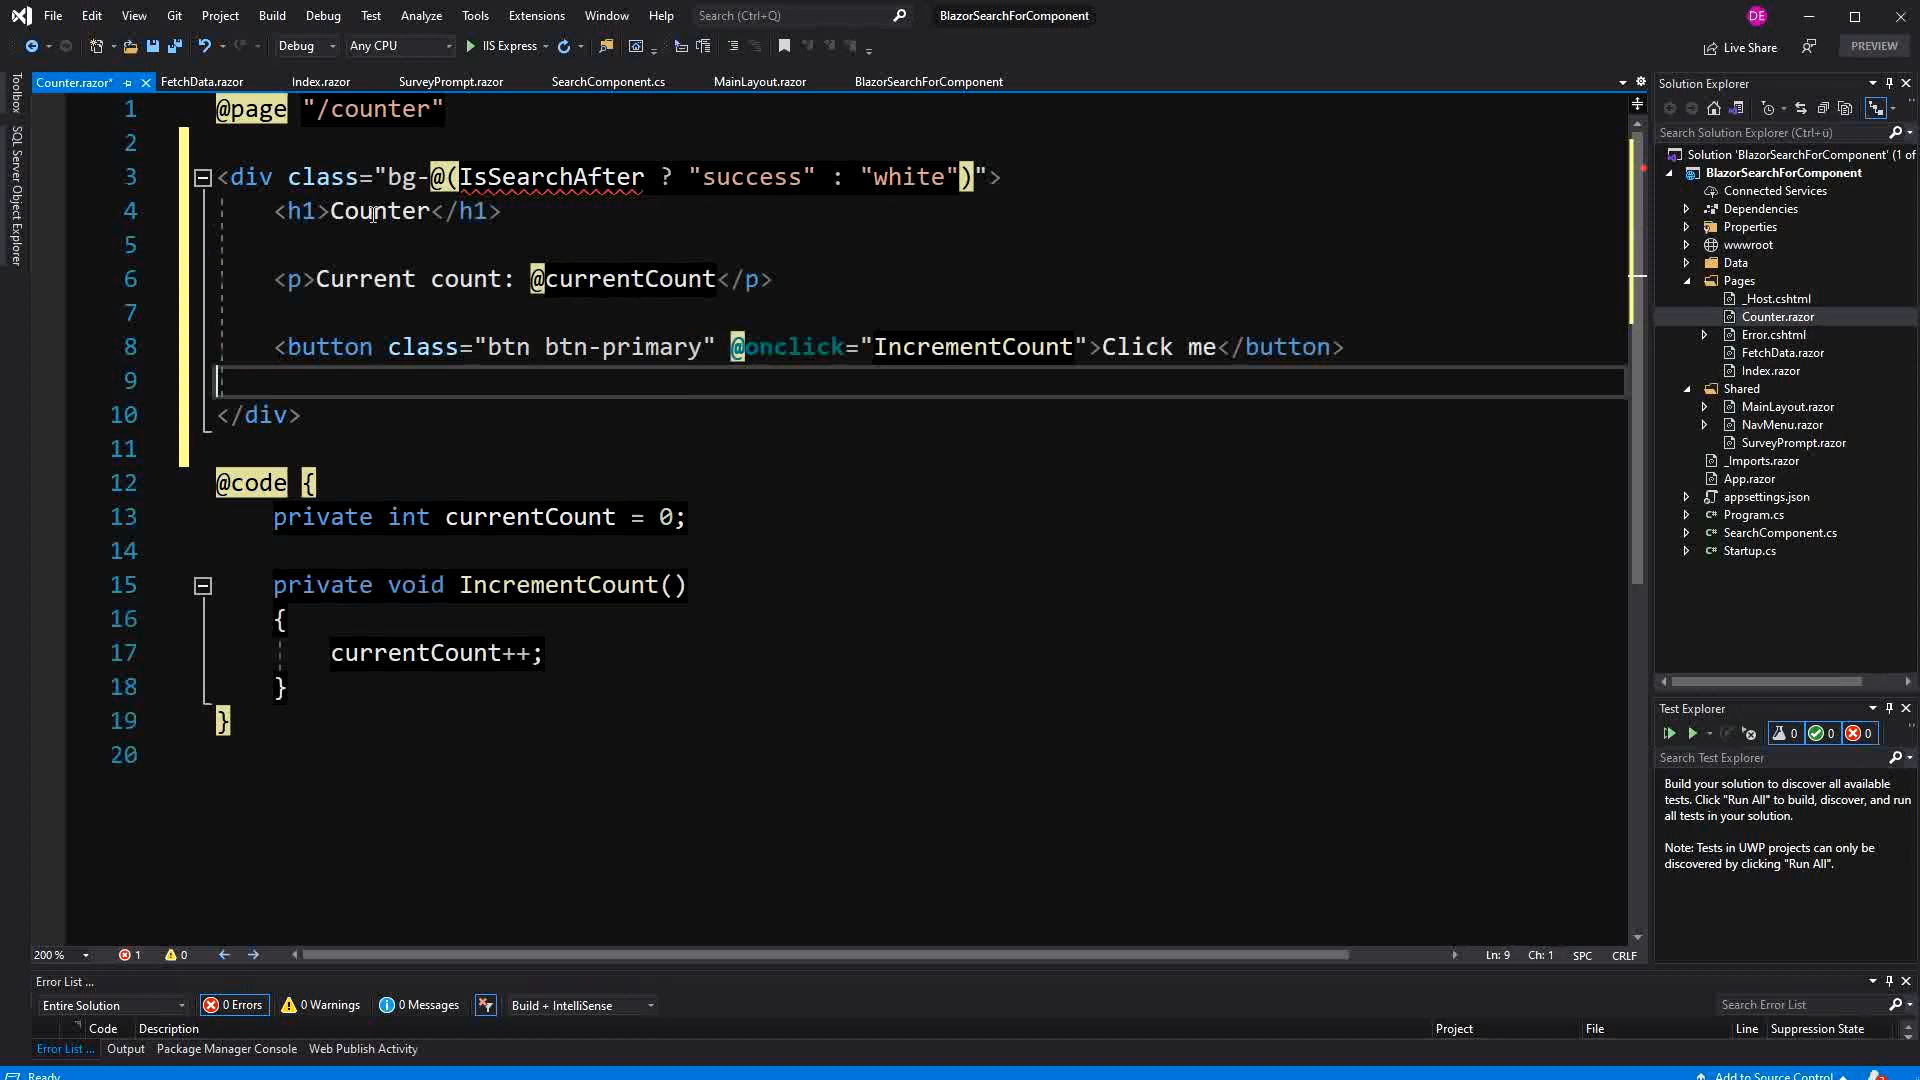 File Edit View Git Project Build Debug Test Analyze Tools Extensions Window Help Search (Ctrl+Q) BlazorSearchForComponent DE
Debug Any CPU IIS Express Live Share PREVIEW
Counter.razor* FetchData.razor Index.razor SurveyPrompt.razor SearchComponent.cs MainLayout.razor BlazorSearchForComponent
Toolbox
SQL Server Object Explorer
1 @page "/counter"
2
3 <div class="bg-@(IsSearchAfter ? "success" : "white")">
4 <h1>Counter</h1>
5
6 <p>Current count: @currentCount</p>
7
8 <button class="btn btn-primary" @onclick="IncrementCount">Click me</button>
9
10 </div>
11
12 @code {
13 private int currentCount = 0;
14
15 private void IncrementCount()
16 {
17 currentCount++;
18 }
19 }
20
200 % 1 0 Ln: 9 Ch: 1 SPC CRLF
Solution Explorer
Search Solution Explorer (Ctrl+ü)
Solution 'BlazorSearchForComponent' (1 of
BlazorSearchForComponent
Connected Services
Dependencies
Properties
wwwroot
Data
Pages
_Host.cshtml
Counter.razor
Error.cshtml
FetchData.razor
Index.razor
Shared
MainLayout.razor
NavMenu.razor
SurveyPrompt.razor
_Imports.razor
App.razor
appsettings.json
C# Program.cs
C# SearchComponent.cs
C# Startup.cs
Test Explorer
0 0 0
Search Test Explorer
Build your solution to discover all available
tests. Click "Run All" to build, discover, and run
all tests in your solution.
Note: Tests in UWP projects can only be
discovered by clicking "Run All".
Error List ...
Entire Solution 0 Errors 0 Warnings 0 Messages Build + IntelliSense Search Error List
Code Description Project File Line Suppression State
Error List ... Output Package Manager Console Web Publish Activity
Ready Add to Source Control